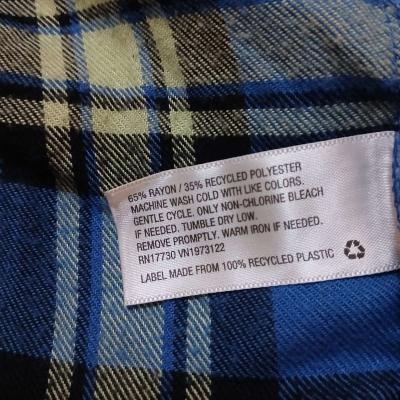 65% RAYON / 35% RECYCLED POLYESTER
MACHINE WASH COLD WITH LIKE COLORS.
GENTLE CYCLE. ONLY NON-CHLORINE BLEACH
IF NEEDED. TUMBLE DRY LOW.
REMOVE PROMPTLY. WARM IRON IF NEEDED.
RN17730 VN1973122
LABEL MADE FROM 100% RECYCLED PLASTIC